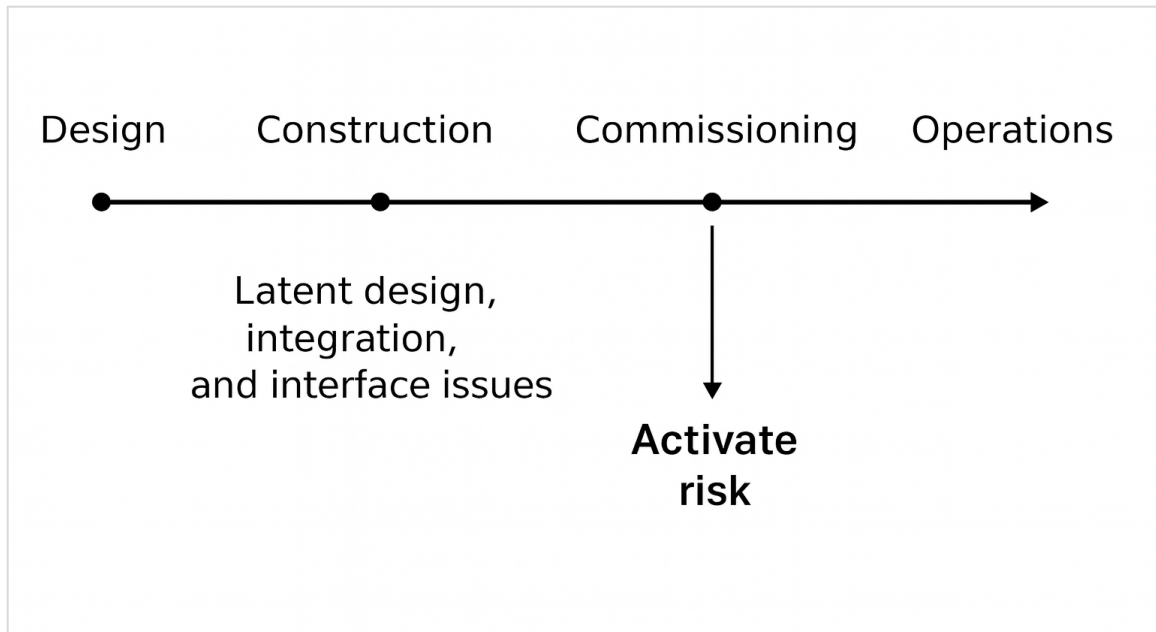 Design Construction Commissioning Operations
Latent design,
integration,
and interface issues
Activate
risk